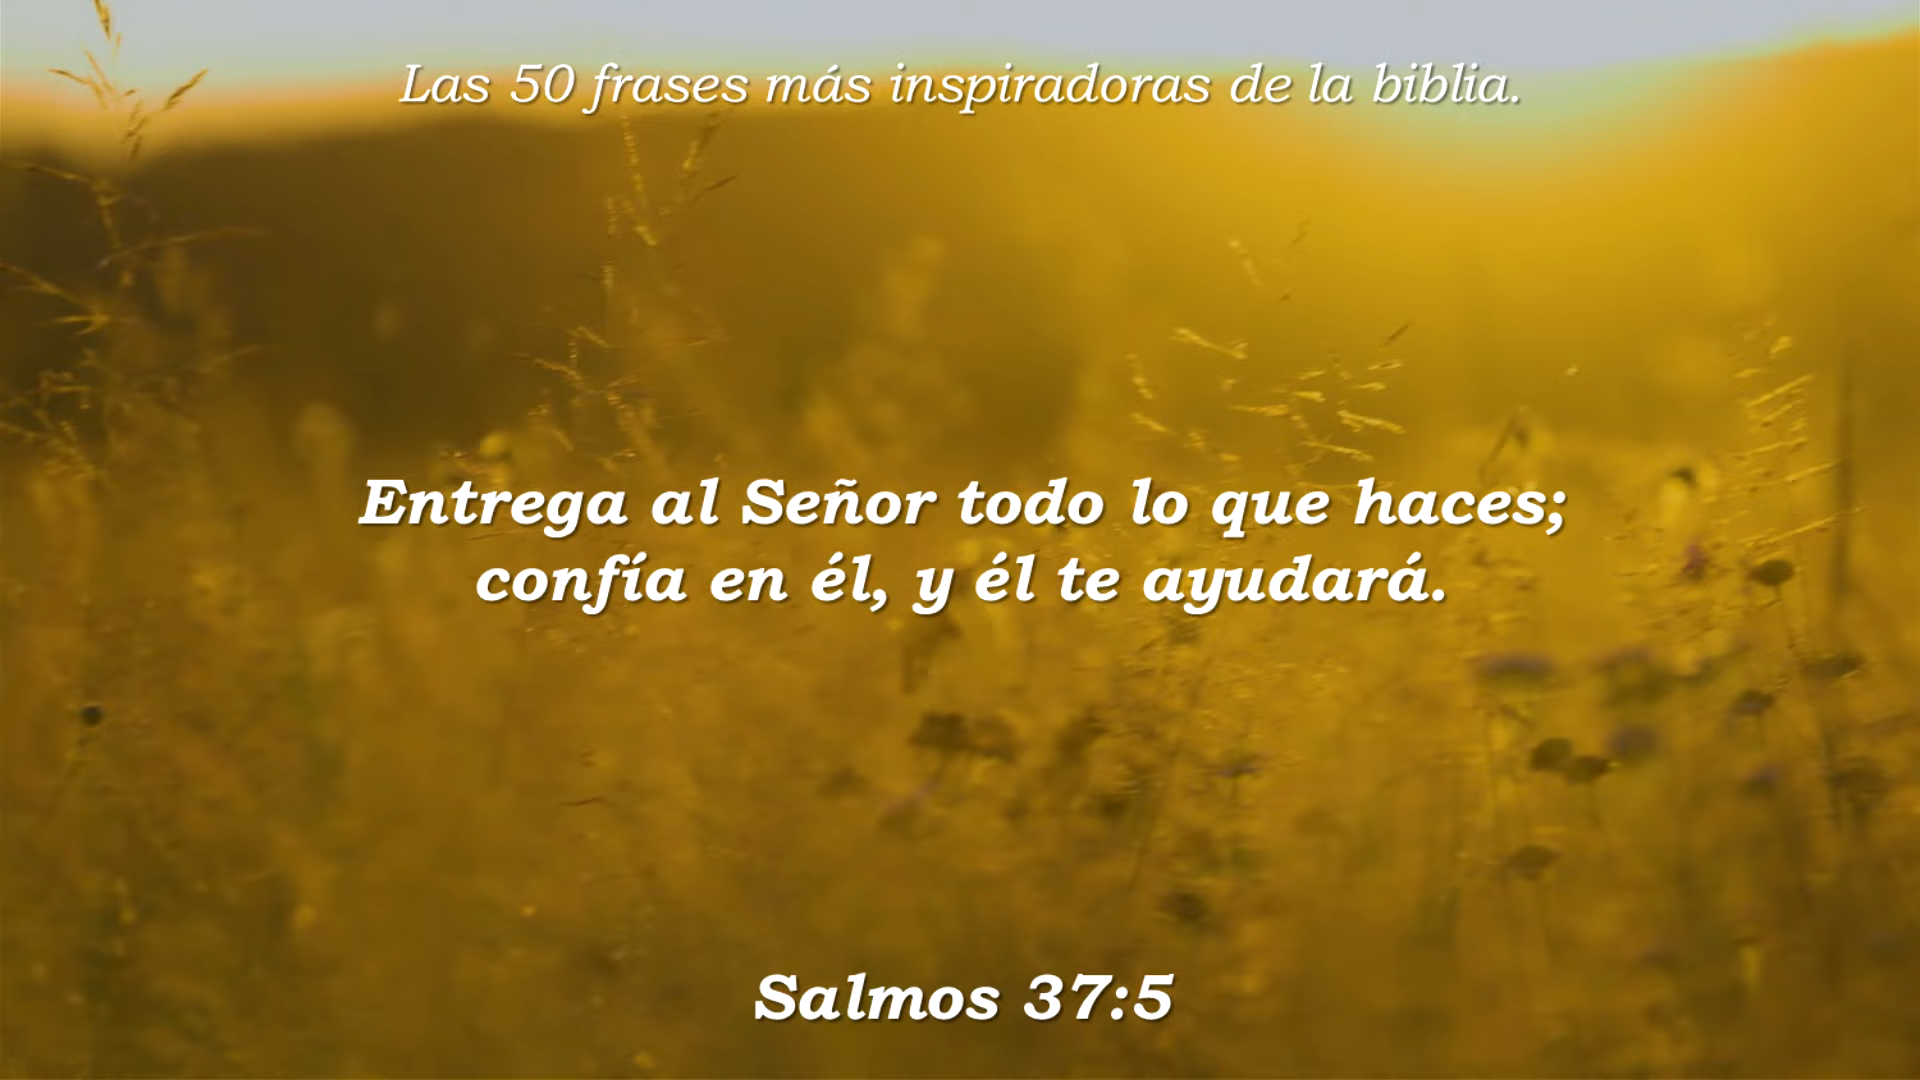 Las 50 frases más inspiradoras de la biblia.
Entrega al Señor todo lo que haces;
confía en él, y él te ayudará.
Salmos 37:5